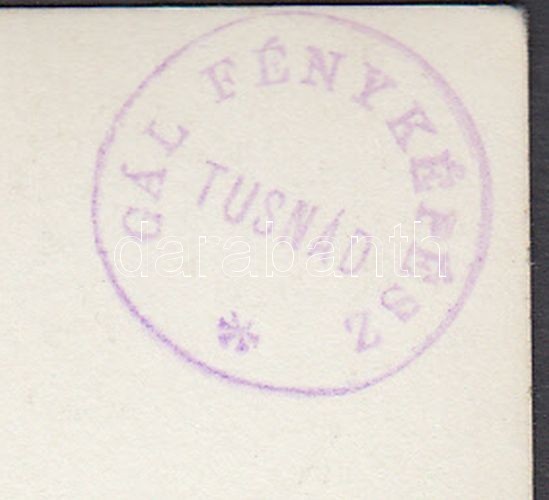 GÁL FÉNYKÉPÉSZ
TUSNÁD
*
darabanth